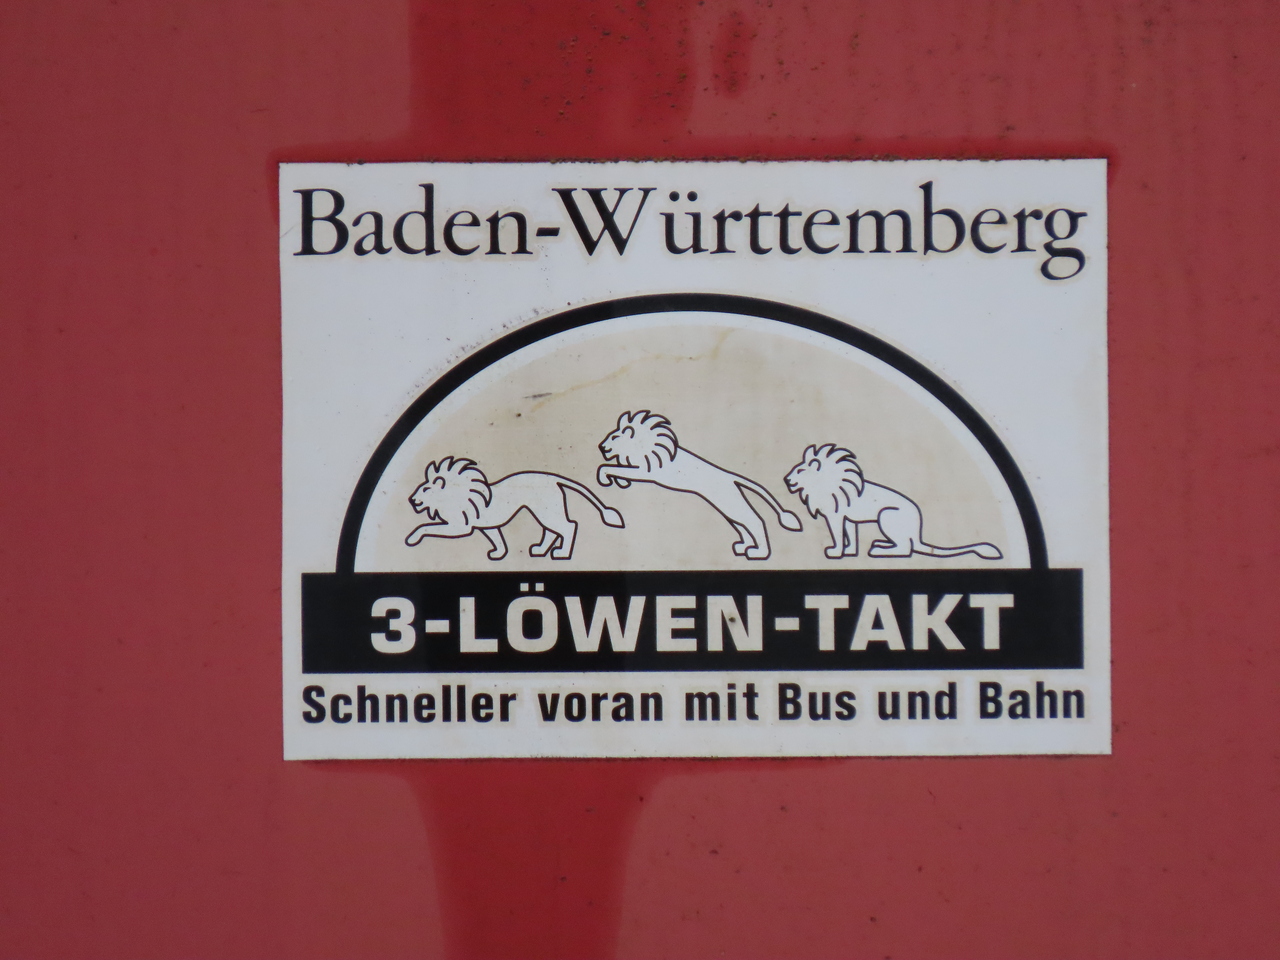 Baden-Württemberg
3-LÖWEN-TAKT
Schneller voran mit Bus und Bahn